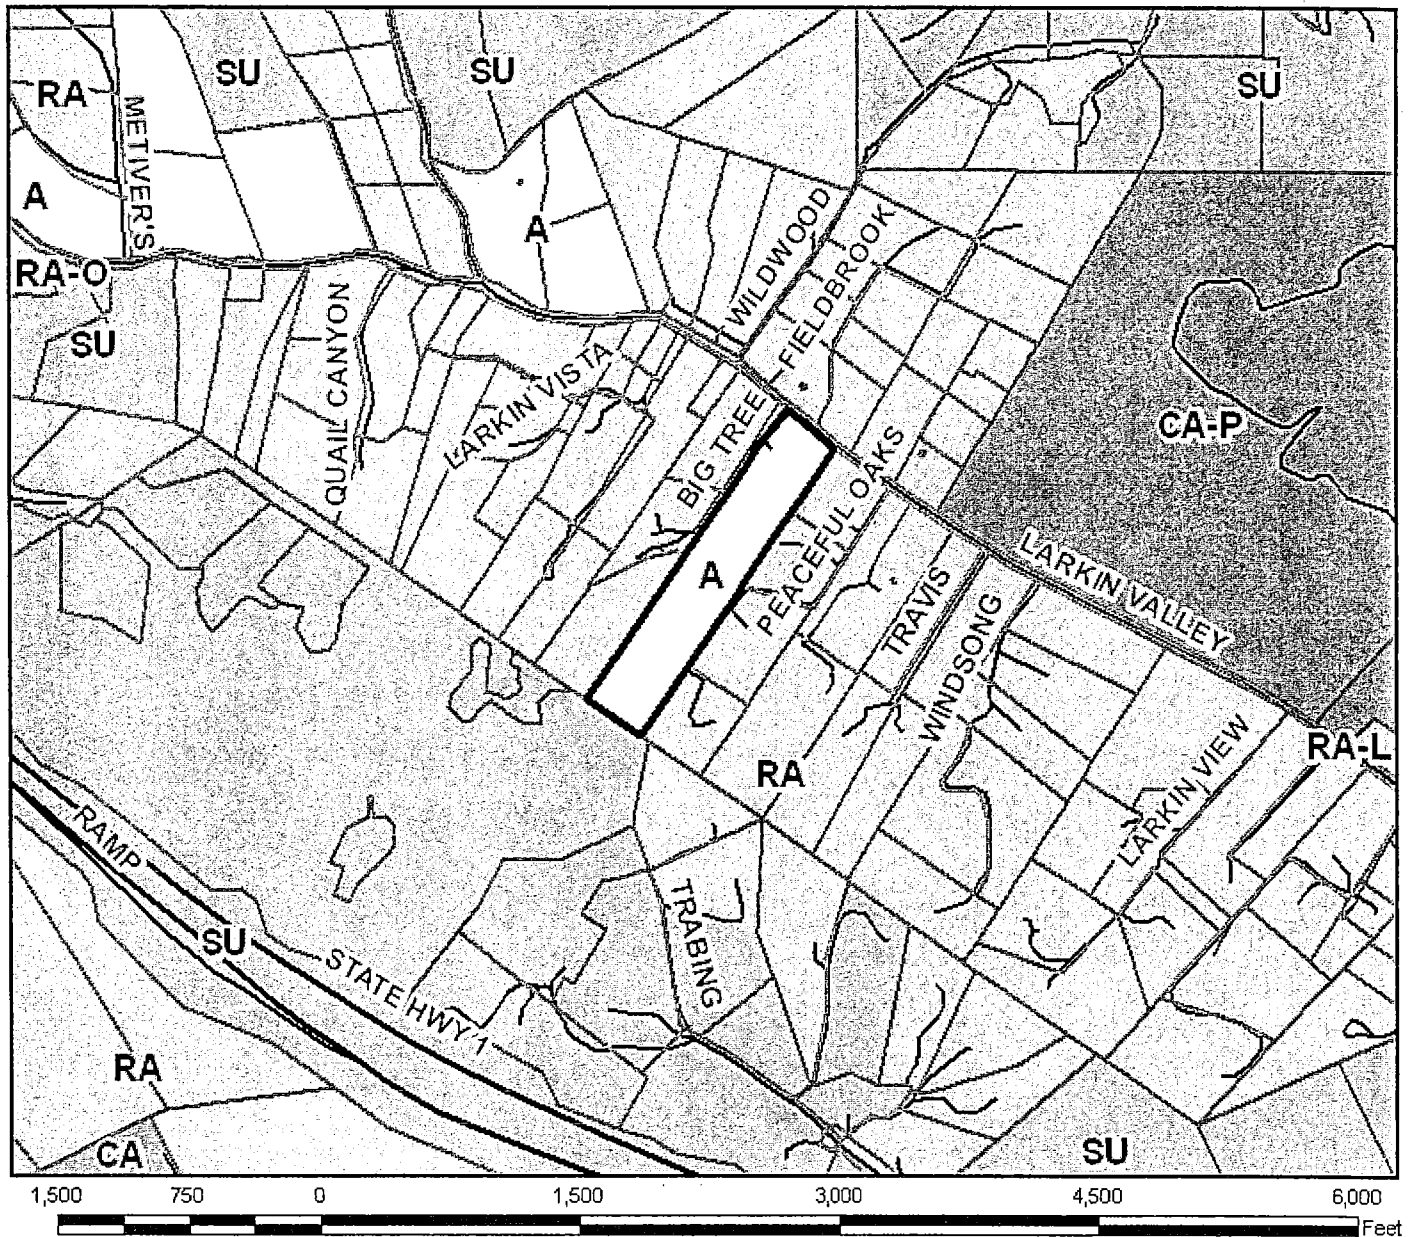 SU
SU
SU
RA
METIVER'S
A
A
WILDWOOD
FIELDBROOK
RA-O
SU
QUAIL CANYON
LARKIN VISTA
BIG TREE
PEACEFUL OAKS
CA-P
A
LARKIN VALLEY
TRAVIS
WINDSONG
RA-L
RA
LARKIN VIEW
RAMP
SU
STATE HWY 1
TRABING
RA
CA
SU
1,500 750 0 1,500 3,000 4,500 6,000
Feet